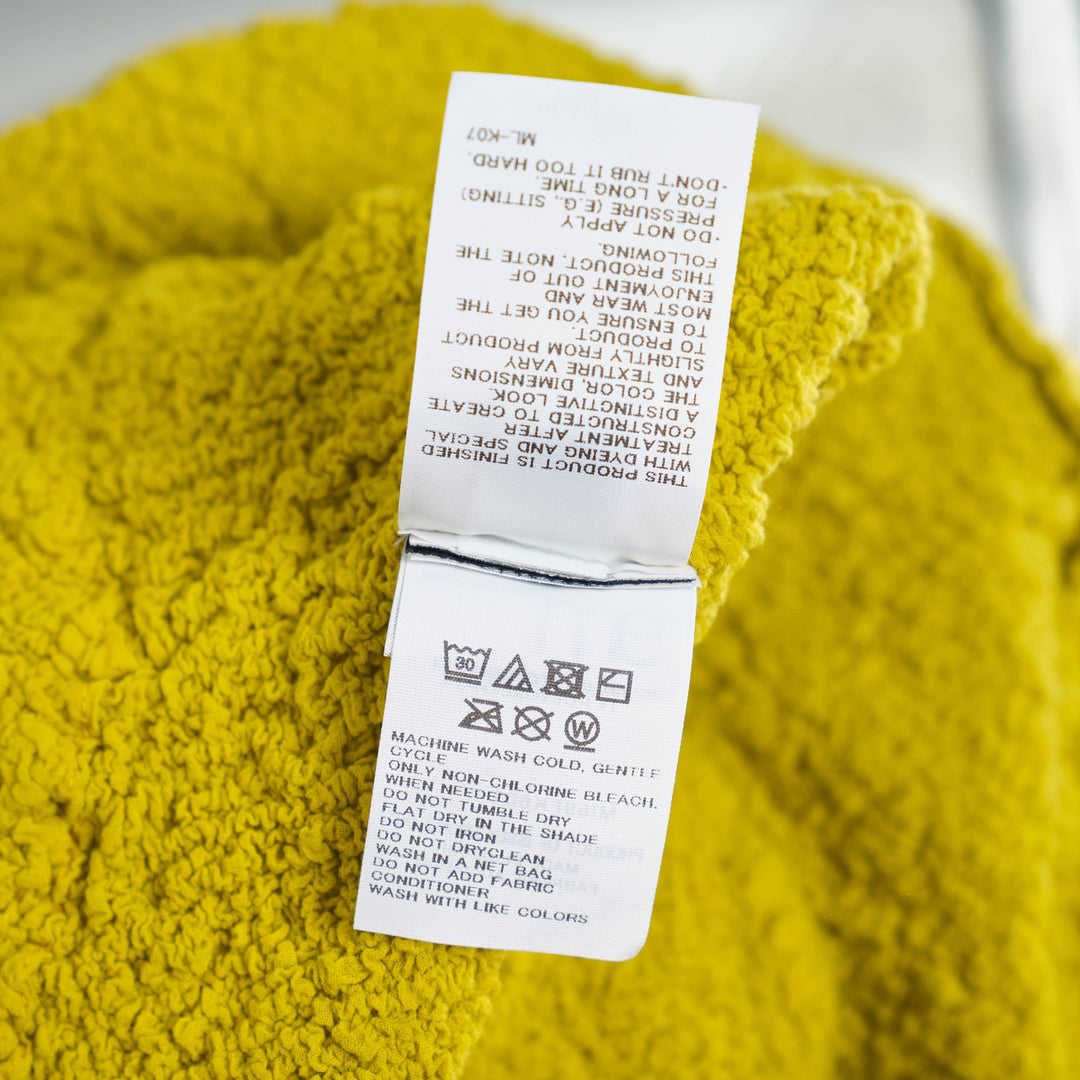 THIS PRODUCT IS FINISHED
WITH DYEING AND SPECIAL
TREATMENT AFTER
CONSTRUCTED TO CREATE
A DISTINCTIVE LOOK.
THE COLOR, DIMENSIONS
AND TEXTURE VARY
SLIGHTLY FROM PRODUCT
TO PRODUCT.
TO ENSURE YOU GET THE
MOST WEAR AND
ENJOYMENT OUT OF
THIS PRODUCT. NOTE THE
FOLLOWING.
・DO NOT APPLY
PRESSURE (E.G., SITTING)
FOR A LONG TIME.
・DON'T RUB IT TOO HARD.
ML-K07
30
W
MACHINE WASH COLD, GENTLE
CYCLE
ONLY NON-CHLORINE BLEACH,
WHEN NEEDED
DO NOT TUMBLE DRY
FLAT DRY IN THE SHADE
DO NOT IRON
DO NOT DRYCLEAN
WASH IN A NET BAG
DO NOT ADD FABRIC
CONDITIONER
WASH WITH LIKE COLORS